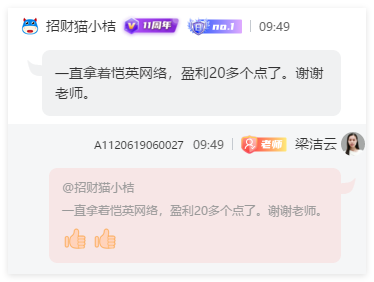 招财猫小桔 11周年 no.1 09:49
一直拿着恺英网络，盈利20多个点了。谢谢
老师。
A1120619060027 09:49 老师 梁洁云
@招财猫小桔
一直拿着恺英网络，盈利20多个点了。谢谢老师。